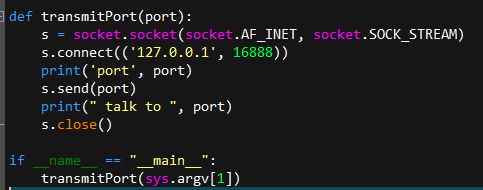 def transmitPort(port):
    s = socket.socket(socket.AF_INET, socket.SOCK_STREAM)
    s.connect(('127.0.0.1', 16888))
    print('port', port)
    s.send(port)
    print(" talk to ", port)
    s.close()

if __name__ == "__main__":
    transmitPort(sys.argv[1])